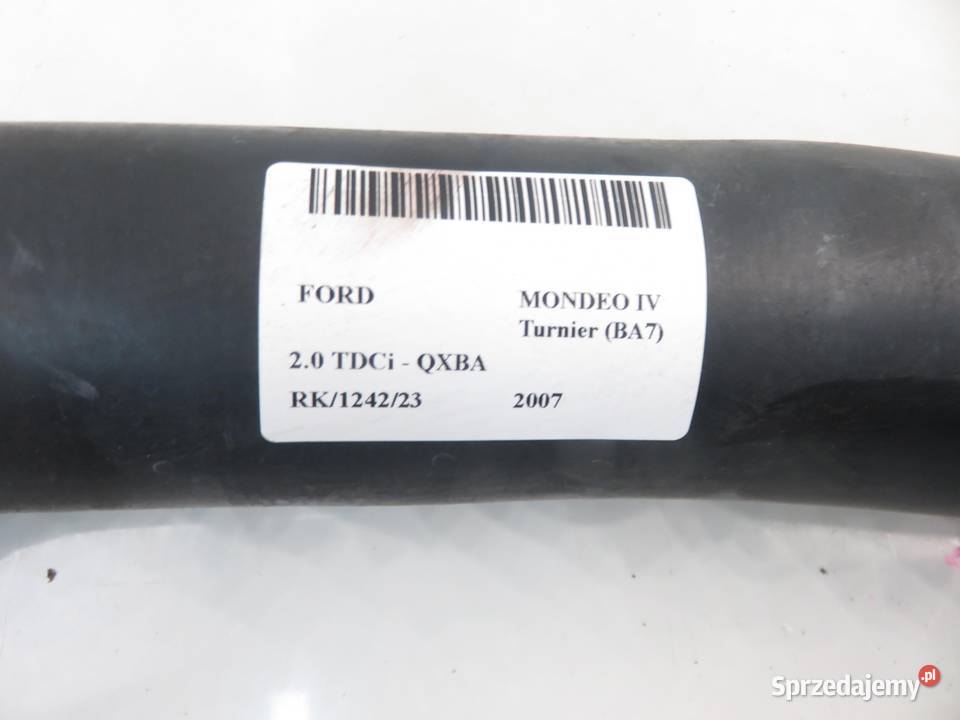 FORD MONDEO IV
Turnier (BA7)
2.0 TDCi - QXBA
RK/1242/23 2007
Sprzedajemy.pl